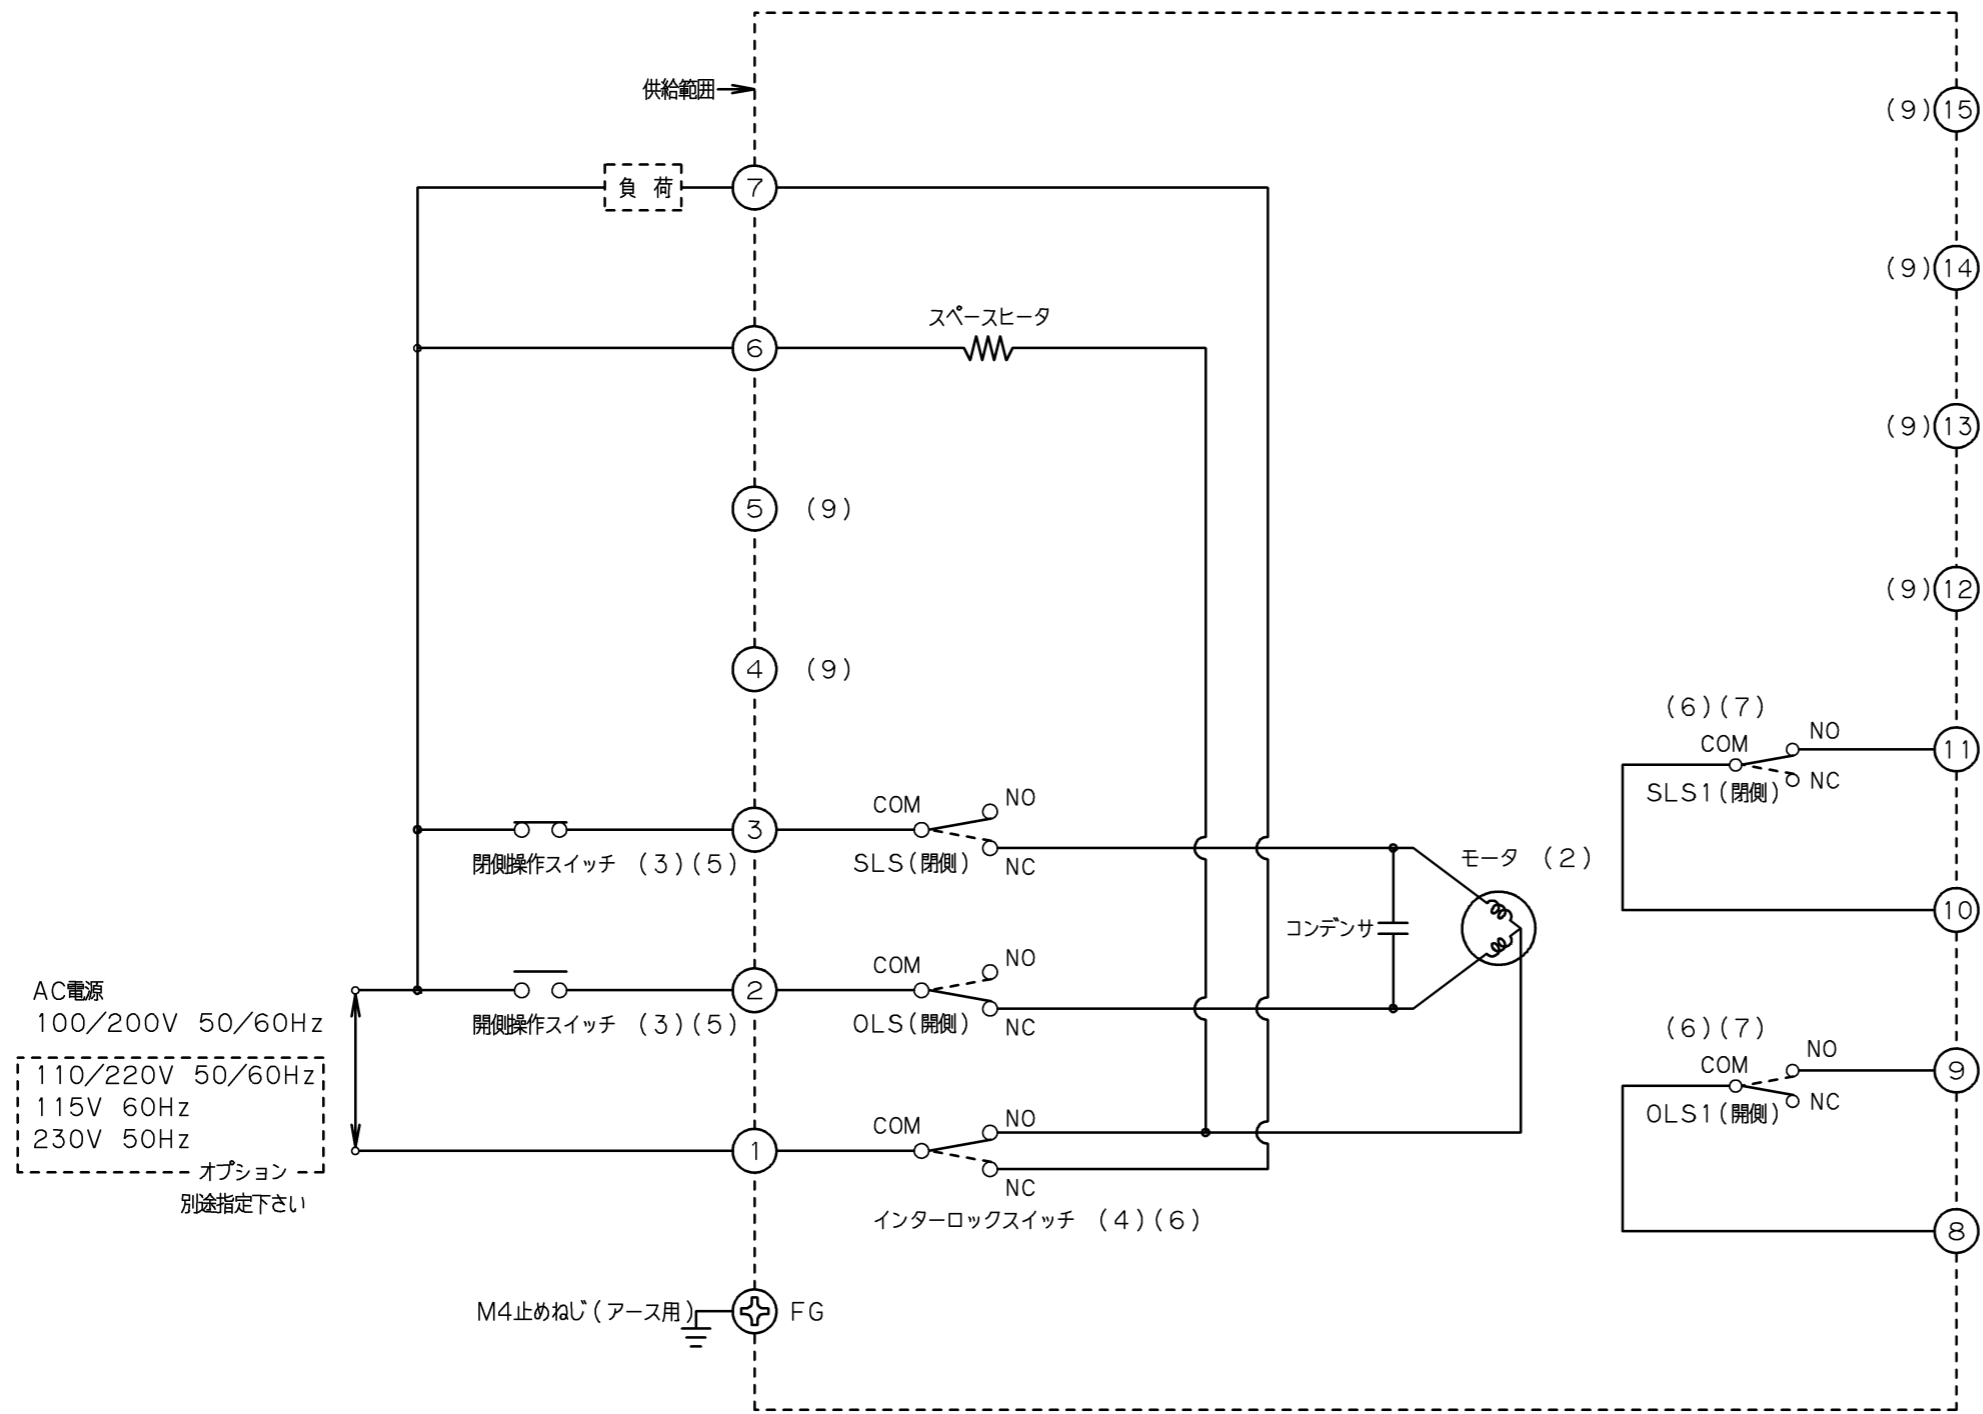 供給範囲
(9) 15
負 荷
7
(9) 14
スペースヒータ
6
(9) 13
5 (9)
(9) 12
4 (9)
(6)(7)
COM
NO
NC
SLS1(閉側)
11
10
COM
NO
3
閉側操作スイッチ (3)(5)
SLS(閉側)
NC
モータ (2)
コンデンサ
COM
NO
2
開側操作スイッチ (3)(5)
OLS(開側)
NC
AC電源
100/200V 50/60Hz
110/220V 50/60Hz
115V 60Hz
230V 50Hz
オプション
別途指定下さい
(6)(7)
COM
NO
NC
OLS1(開側)
9
8
COM
NO
1
NC
インターロックスイッチ (4)(6)
M4止めねじ(アース用)
FG